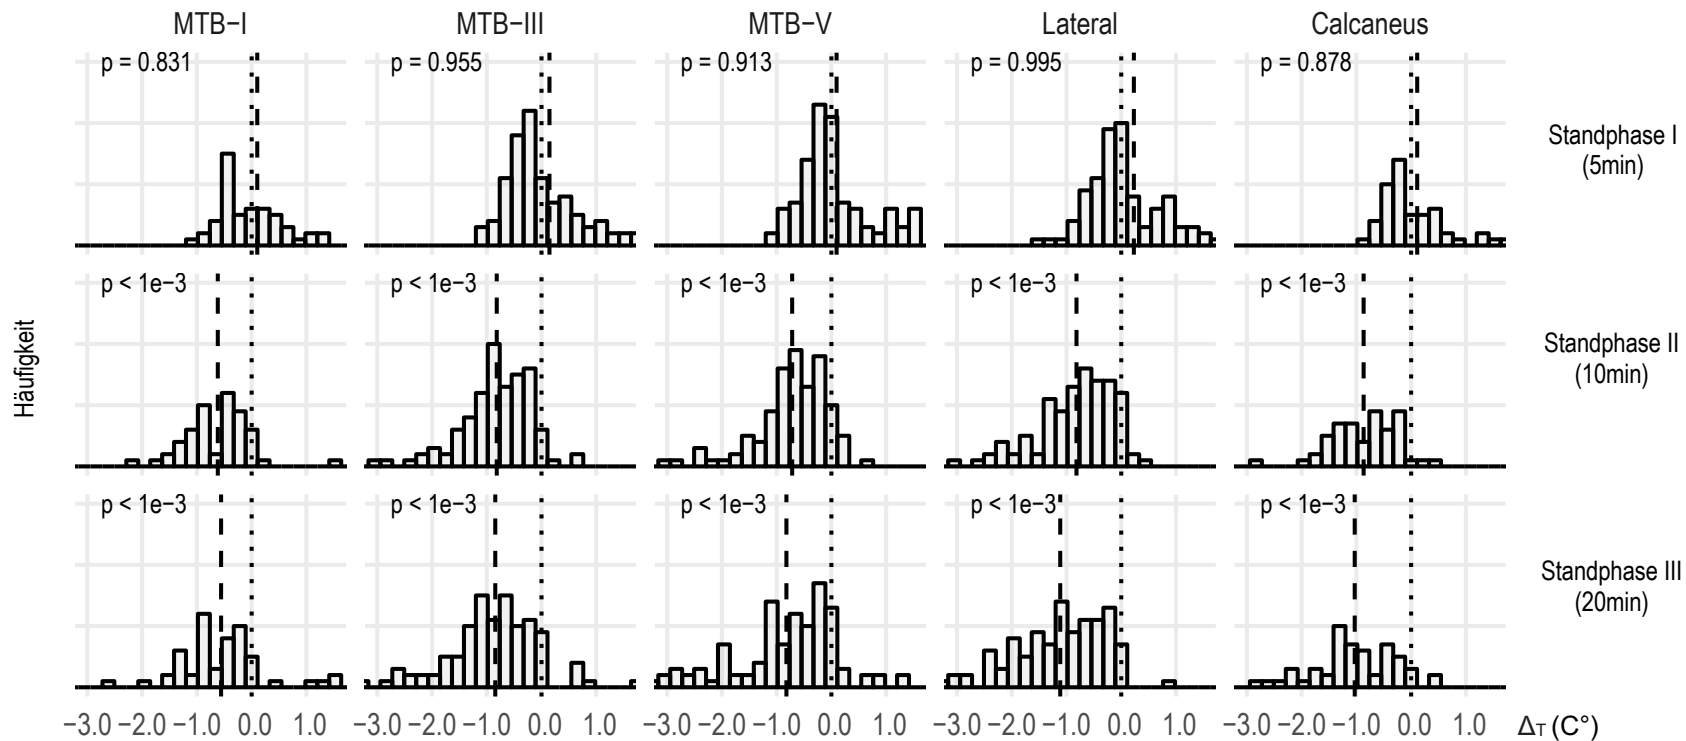 MTB−I MTB−III MTB−V Lateral Calcaneus
p = 0.831 p = 0.955 p = 0.913 p = 0.995 p = 0.878
Standphase I
(5min)
p < 1e−3 p < 1e−3 p < 1e−3 p < 1e−3 p < 1e−3
Standphase II
(10min)
Häufigkeit
p < 1e−3 p < 1e−3 p < 1e−3 p < 1e−3 p < 1e−3
Standphase III
(20min)
−3.0 −2.0 −1.0 0.0 1.0 −3.0 −2.0 −1.0 0.0 1.0 −3.0 −2.0 −1.0 0.0 1.0 −3.0 −2.0 −1.0 0.0 1.0 −3.0 −2.0 −1.0 0.0 1.0 ΔT (C°)